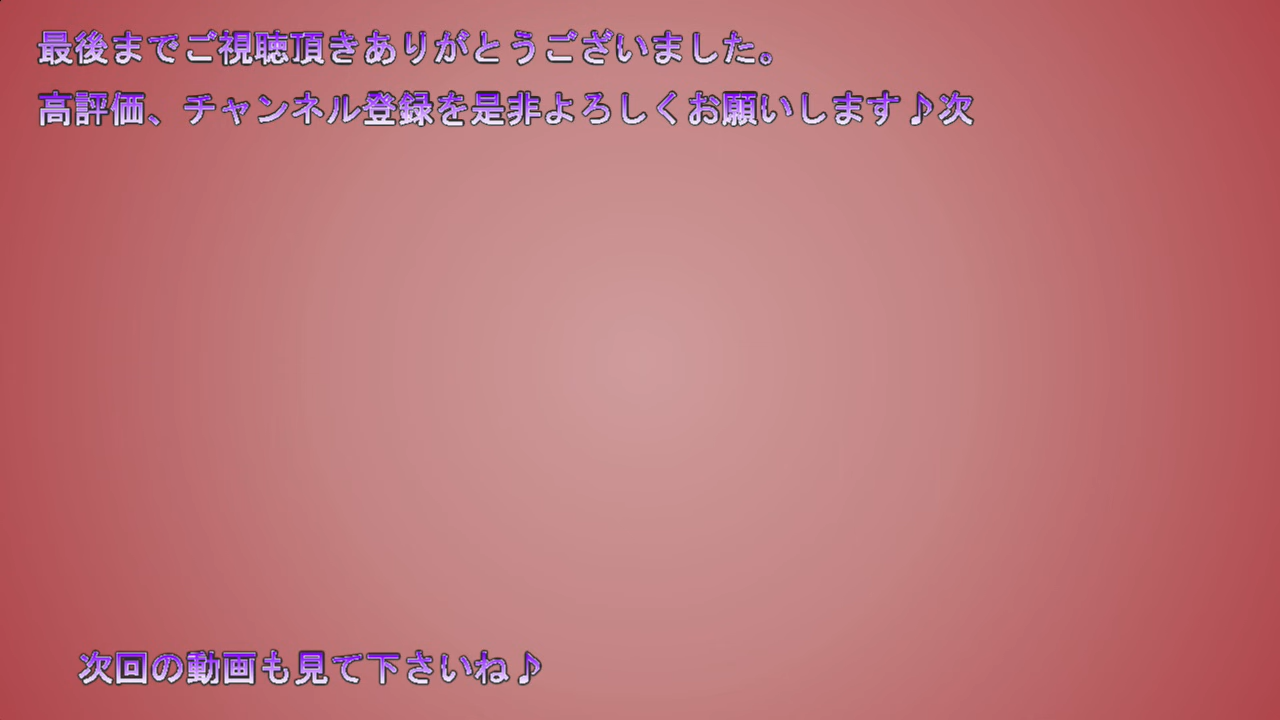 最後までご視聴頂きありがとうございました。
高評価、チャンネル登録を是非よろしくお願いします♪次
次回の動画も見て下さいね♪